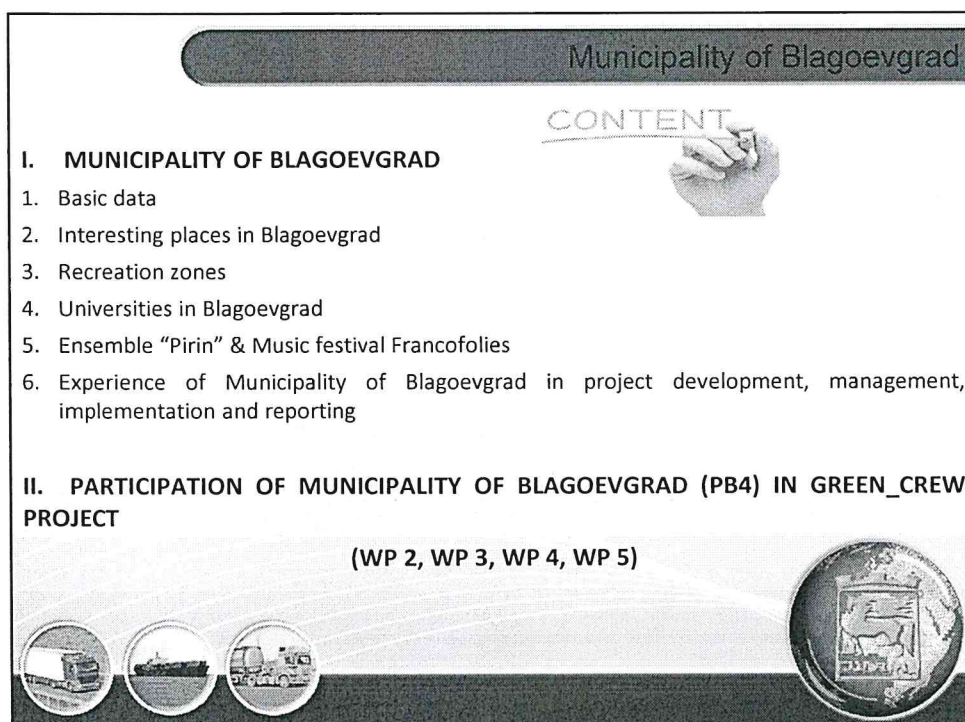 Municipality of Blagoevgrad
CONTENT
I. MUNICIPALITY OF BLAGOEVGRAD
1. Basic data
2. Interesting places in Blagoevgrad
3. Recreation zones
4. Universities in Blagoevgrad
5. Ensemble “Pirin” & Music festival Francofolies
6. Experience of Municipality of Blagoevgrad in project development, management,
implementation and reporting
II. PARTICIPATION OF MUNICIPALITY OF BLAGOEVGRAD (PB4) IN GREEN_CREW
PROJECT
(WP 2, WP 3, WP 4, WP 5)